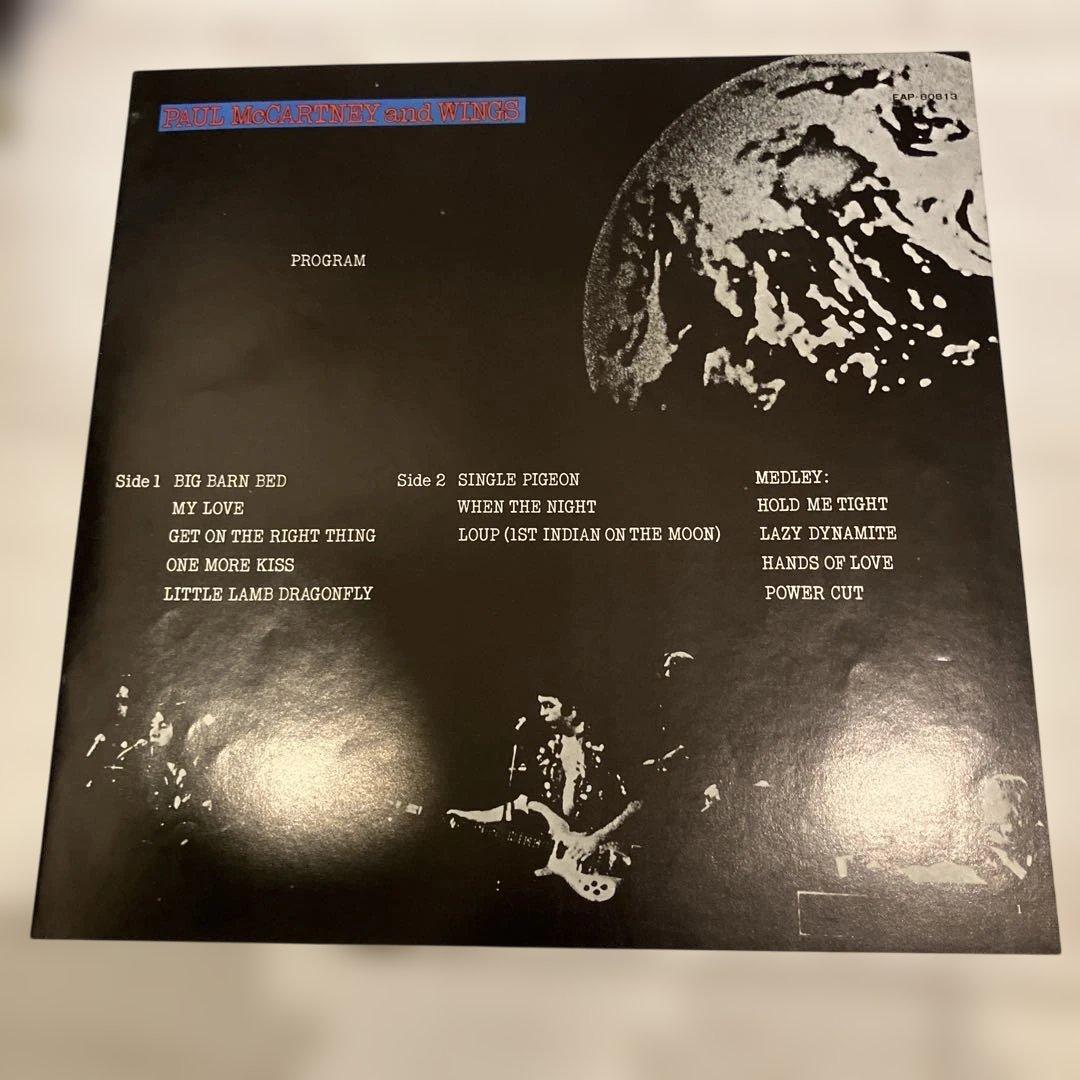 PAUL McCARTNEY and WINGS
EAP-80813
PROGRAM
Side 1 BIG BARN BED
MY LOVE
GET ON THE RIGHT THING
ONE MORE KISS
LITTLE LAMB DRAGONFLY
Side 2 SINGLE PIGEON
WHEN THE NIGHT
LOUP (1ST INDIAN ON THE MOON)
MEDLEY:
HOLD ME TIGHT
LAZY DYNAMITE
HANDS OF LOVE
POWER CUT
1